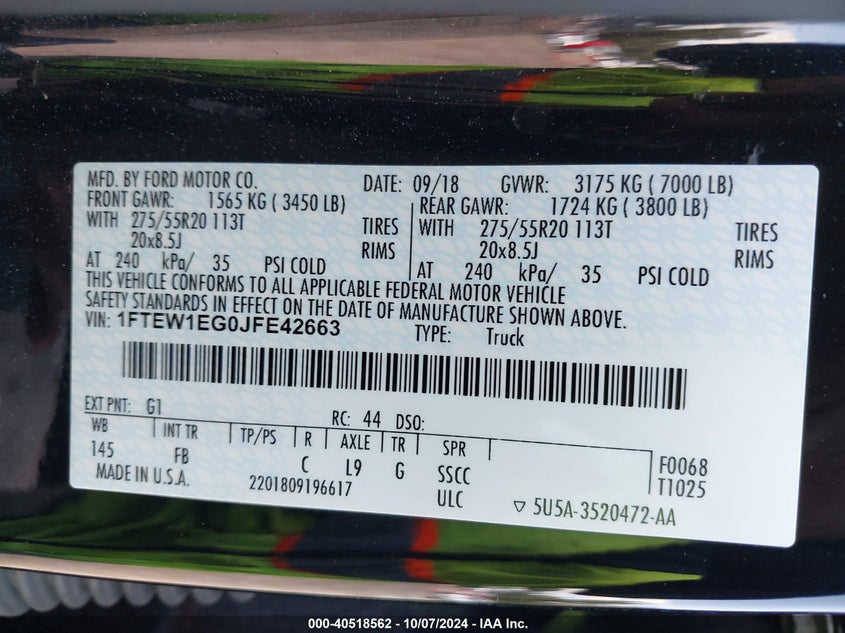 MFD. BY FORD MOTOR CO. DATE: 09/18 GVWR: 3175 KG ( 7000 LB)
FRONT GAWR: 1565 KG ( 3450 LB) REAR GAWR: 1724 KG ( 3800 LB)
WITH 275/55R20 113T TIRES WITH 275/55R20 113T TIRES
20x8.5J RIMS 20x8.5J RIMS
AT 240 kPa/ 35 PSI COLD AT 240 kPa/ 35 PSI COLD
THIS VEHICLE CONFORMS TO ALL APPLICABLE FEDERAL MOTOR VEHICLE
SAFETY STANDARDS IN EFFECT ON THE DATE OF MANUFACTURE SHOWN ABOVE.
VIN: 1FTEW1EG0JFE42663 TYPE: Truck
EXT PNT: G1 RC: 44 DSO:
WB INT TR TP/PS R AXLE TR SPR F0068
145 FB C L9 G SSCC T1025
MADE IN U.S.A. 2201809196617 ULC ▽ 5U5A-3520472-AA
000-40518562 - 10/07/2024 - IAA Inc.